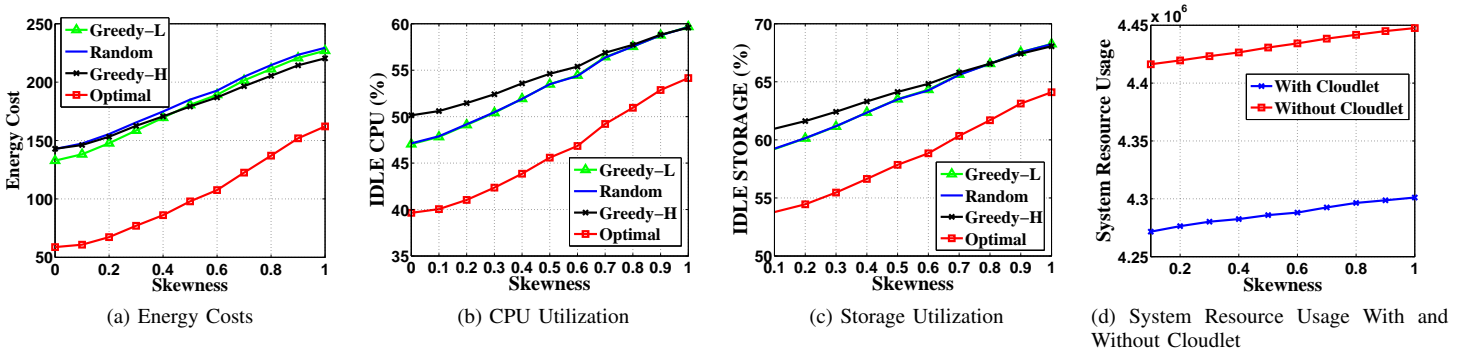 250
200
150
100
50
Energy Cost
0
0.2
0.4
0.6
0.8
1
Skewness
Greedy−L
Random
Greedy−H
Optimal
(a) Energy Costs
60
55
50
45
40
35
IDLE CPU (%)
0 0.1 0.2 0.3 0.4 0.5 0.6 0.7 0.8 0.9 1
Skewness
Greedy−L
Random
Greedy−H
Optimal
(b) CPU Utilization
70
65
60
55
50
IDLE STORAGE (%)
0.1 0.2 0.3 0.4 0.5 0.6 0.7 0.8 0.9 1
Skewness
Greedy−L
Random
Greedy−H
Optimal
(c) Storage Utilization
x 10⁶
4.45
4.4
4.35
4.3
4.25
System Resource Usage
0.2 0.4 0.6 0.8 1
Skewness
With Cloudlet
Without Cloudlet
(d) System Resource Usage With and
Without Cloudlet